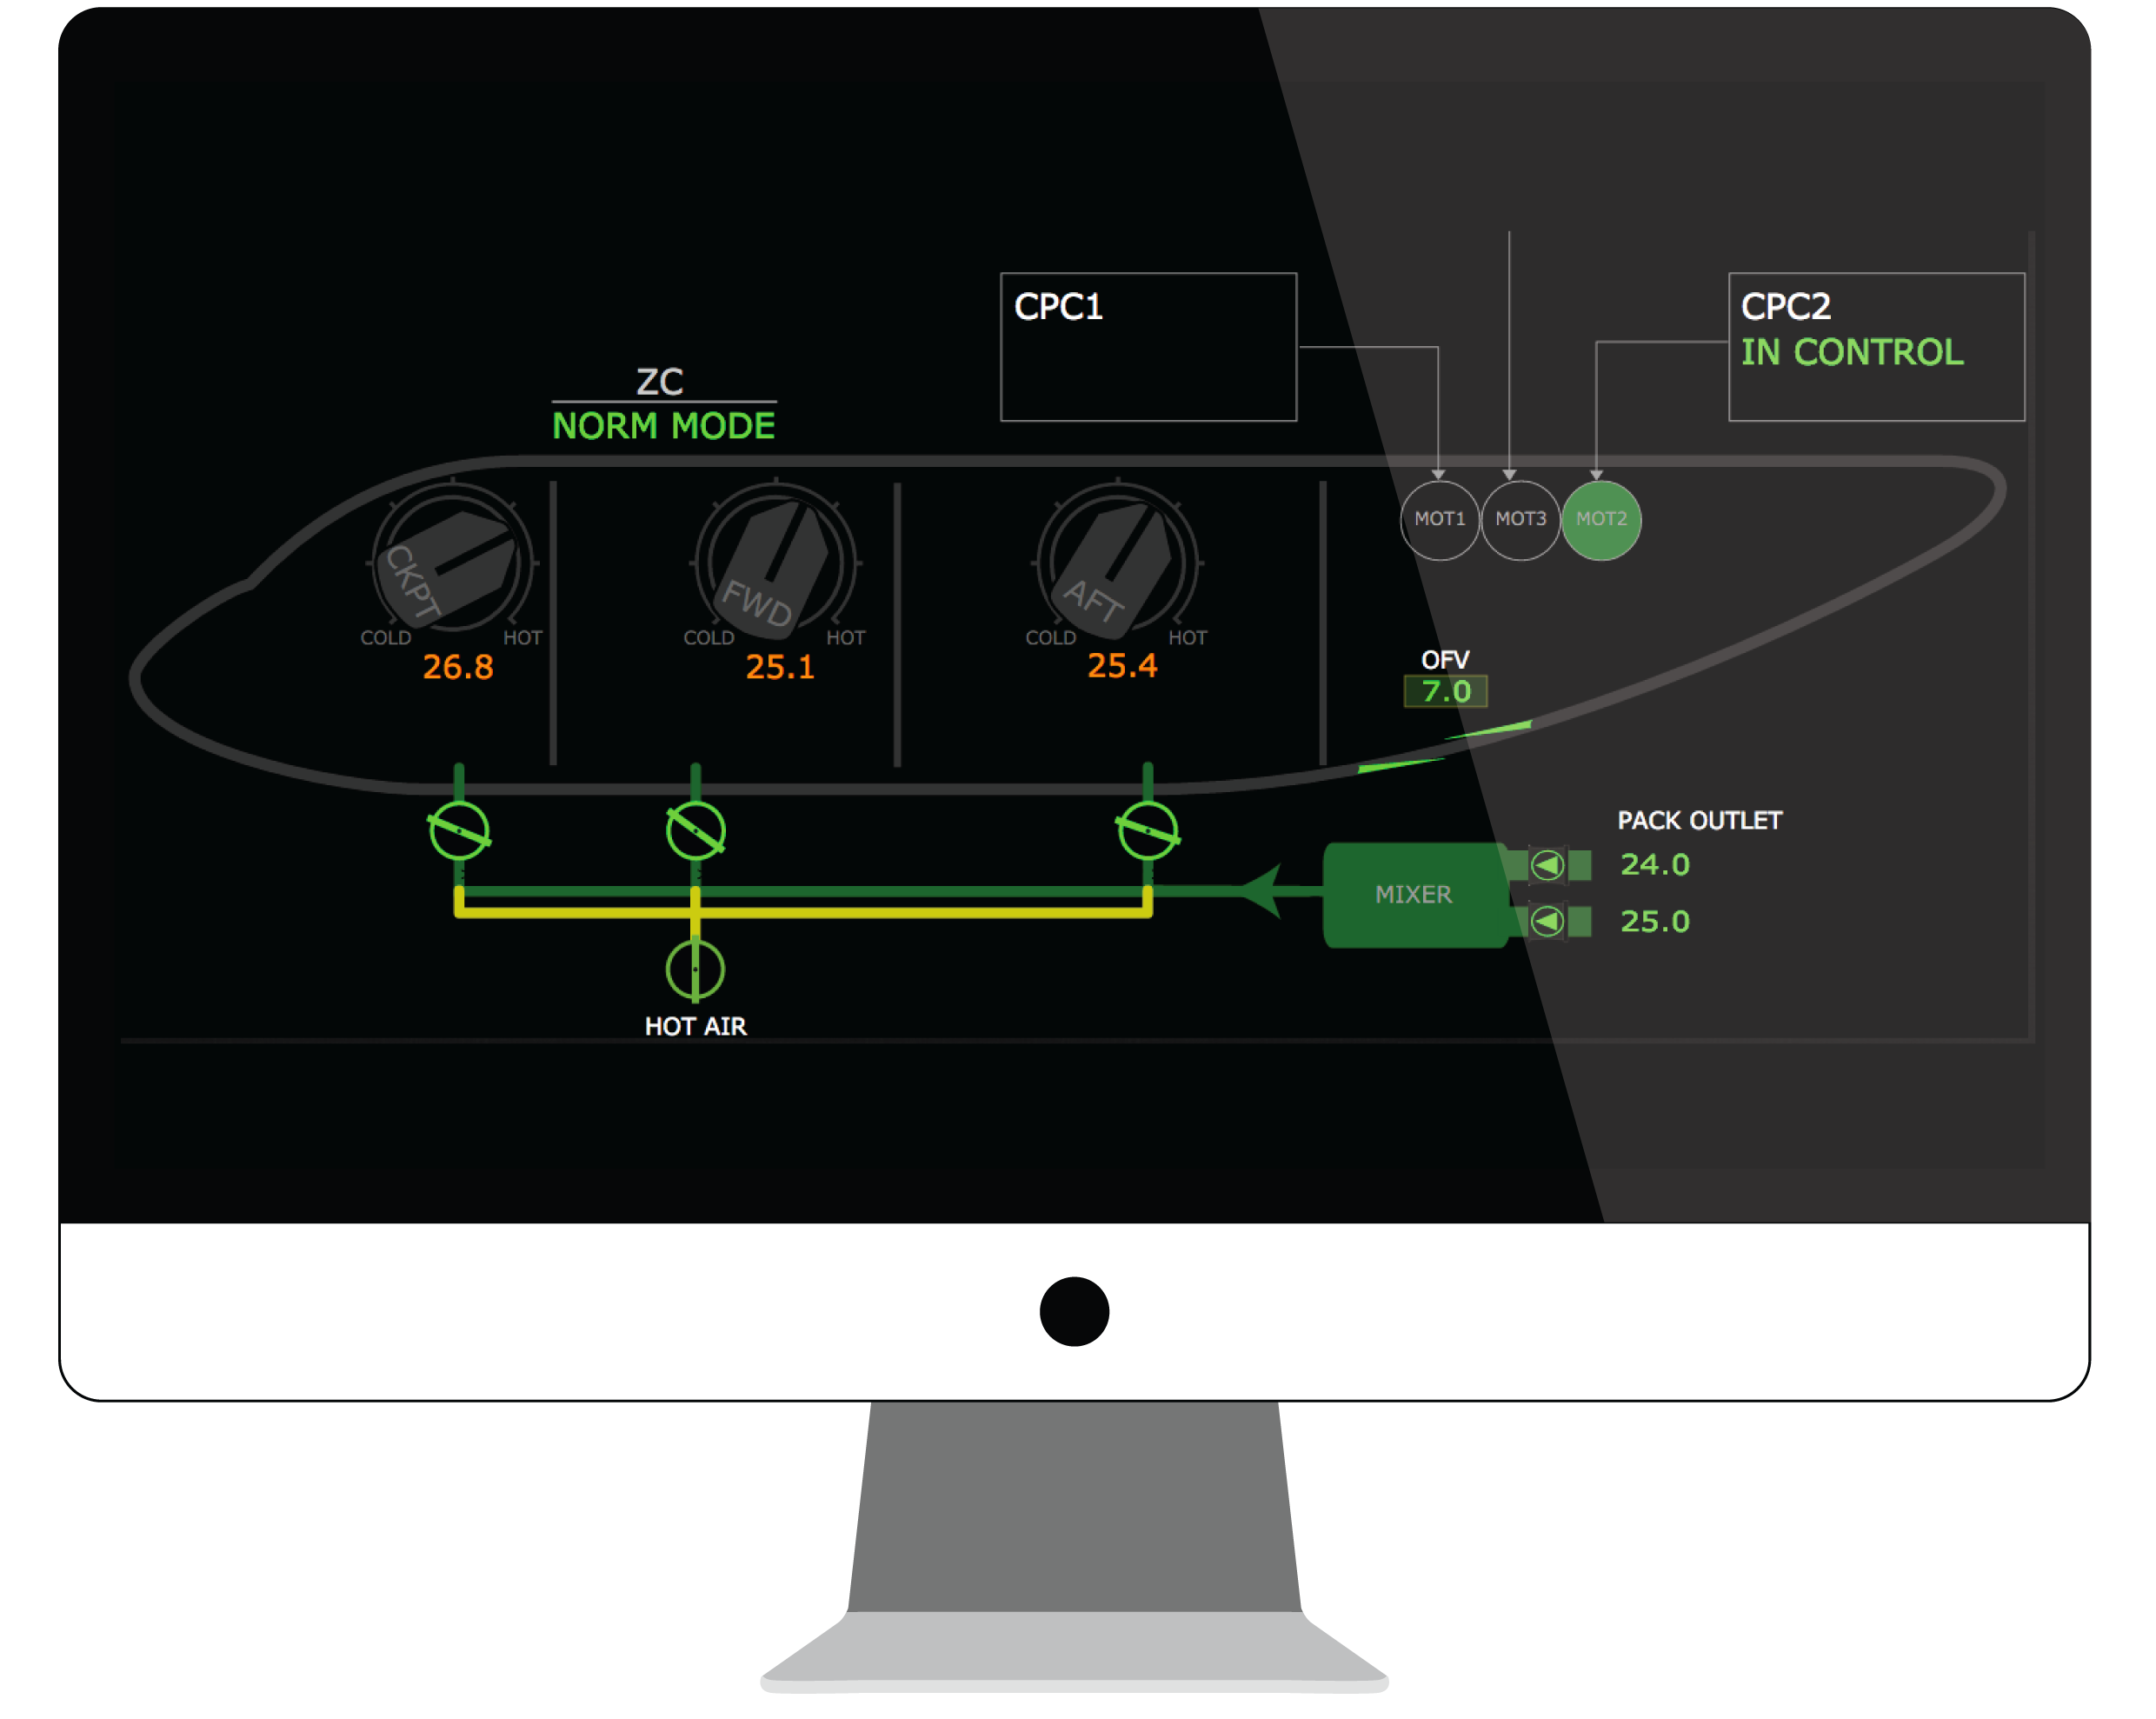 CPC1
CPC2
IN CONTROL
ZC
NORM MODE
MOT1
MOT3
MOT2
CKPT
FWD
AFT
COLD
HOT
COLD
HOT
COLD
HOT
26.8
25.1
25.4
OFV
7.0
PACK OUTLET
24.0
MIXER
25.0
HOT AIR